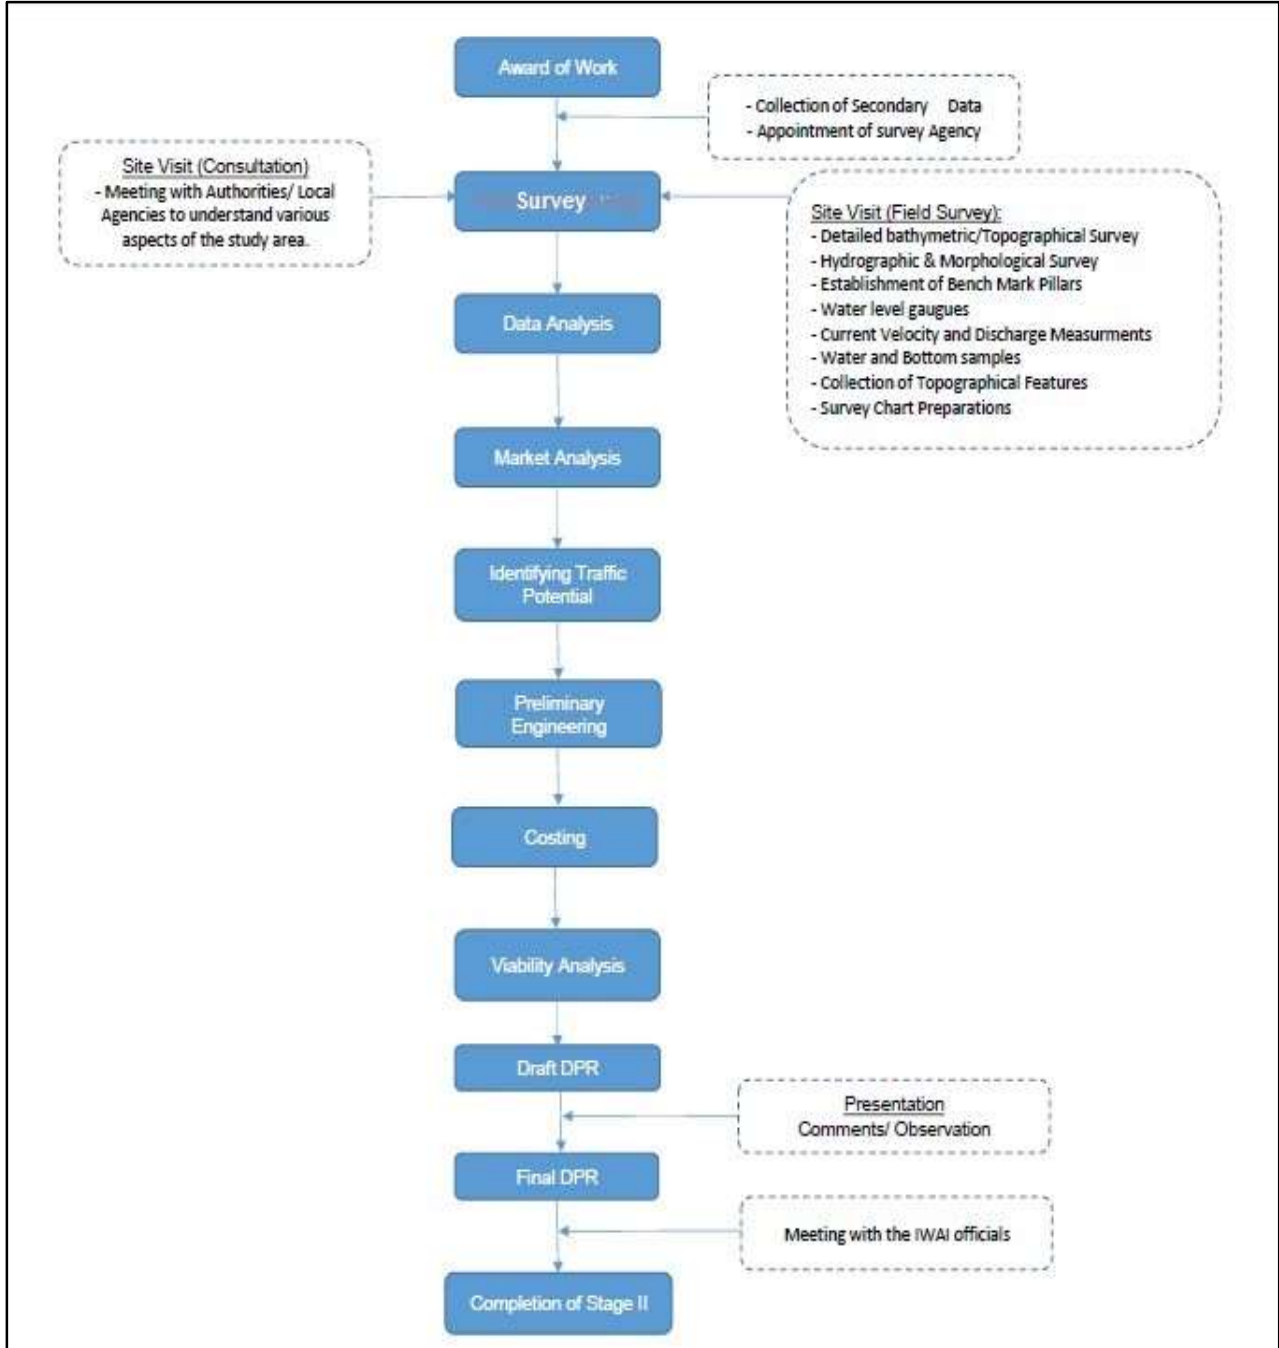 Award of Work
- Collection of Secondary Data
- Appointment of survey Agency
Site Visit (Consultation)
- Meeting with Authorities/ Local
Agencies to understand various
aspects of the study area.
Survey
Site Visit (Field Survey):
- Detailed bathymetric/Topographical Survey
- Hydrographic & Morphological Survey
- Establishment of Bench Mark Pillars
- Water level gaugues
- Current Velocity and Discharge Measurments
- Water and Bottom samples
- Collection of Topographical Features
- Survey Chart Preparations
Data Analysis
Market Analysis
Identifying Traffic
Potential
Preliminary
Engineering
Costing
Viability Analysis
Draft DPR
Presentation
Comments/ Observation
Final DPR
Meeting with the IWAI officials
Completion of Stage II